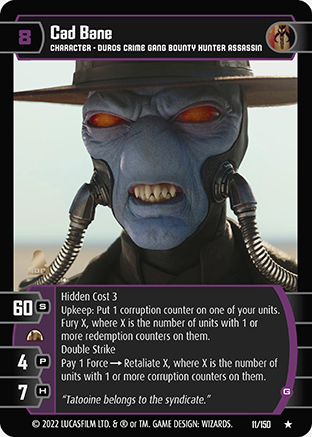 8 Cad Bane
CHARACTER - DUROS CRIME GANG BOUNTY HUNTER ASSASSIN
60 S
4 P
7 H
Hidden Cost 3
Upkeep: Put 1 corruption counter on one of your units.
Fury X, where X is the number of units with 1 or
more redemption counters on them.
Double Strike
Pay 1 Force → Retaliate X, where X is the number of
units with 1 or more corruption counters on them.
G
"Tatooine belongs to the syndicate."
© 2022 LUCASFILM LTD. & ® or TM. GAME DESIGN: WIZARDS. 11/150 ★